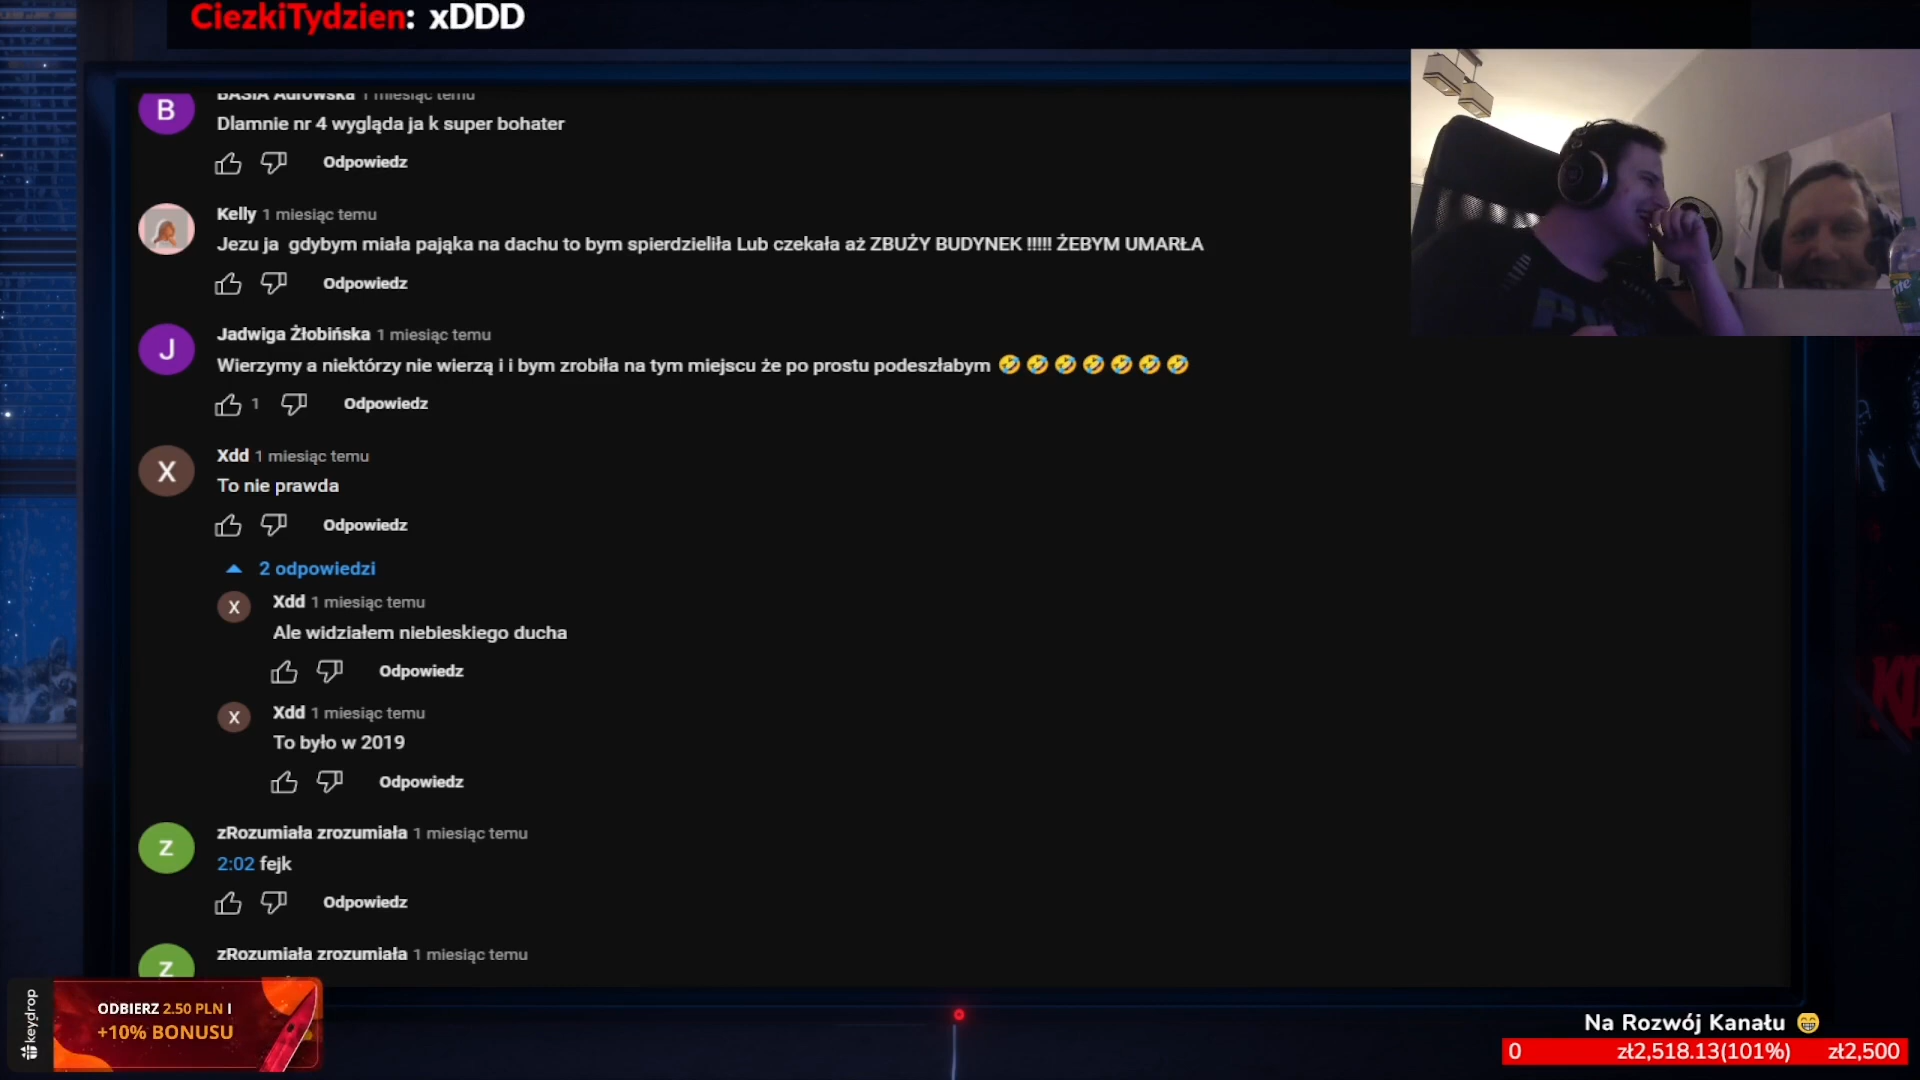 CiezkiTydzien: xDDD
B
BASIA Adrowska 1 miesiąc temu
Dlamnie nr 4 wygląda ja k super bohater
Odpowiedz
Kelly 1 miesiąc temu
Jezu ja gdybym miała pająka na dachu to bym spierdzieliła Lub czekała aż ZBUŻY BUDYNEK !!!!! ŻEBYM UMARŁA
Odpowiedz
J
Jadwiga Żłobińska 1 miesiąc temu
Wierzymy a niektórzy nie wierzą i i bym zrobiła na tym miejscu że po prostu podeszłabym 🤣🤣🤣🤣🤣🤣🤣
1 Odpowiedz
X
Xdd 1 miesiąc temu
To nie prawda
Odpowiedz
2 odpowiedzi
X
Xdd 1 miesiąc temu
Ale widziałem niebieskiego ducha
Odpowiedz
X
Xdd 1 miesiąc temu
To było w 2019
Odpowiedz
z
zRozumiała zrozumiała 1 miesiąc temu
2:02 fejk
Odpowiedz
z
zRozumiała zrozumiała 1 miesiąc temu
keydrop
ODBIERZ 2.50 PLN I
+10% BONUSU
Na Rozwój Kanału 😁
0 zł2,518.13(101%) zł2,500